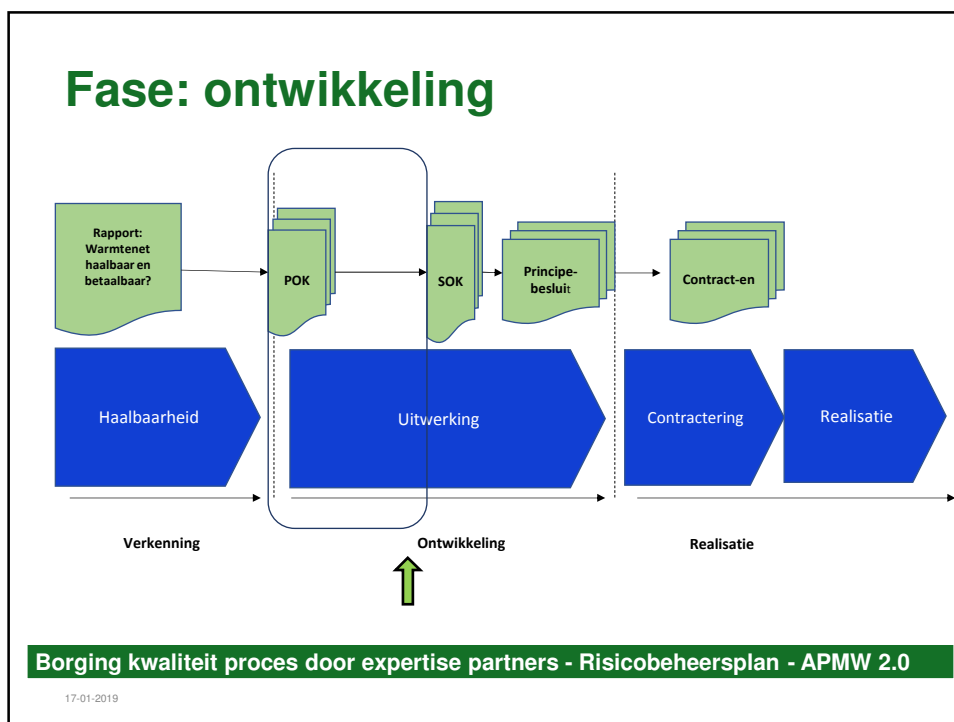 Fase: ontwikkeling
Rapport:
Warmtenet
haalbaar en
betaalbaar?
POK
SOK
Principe-
besluit
Contract-en
Haalbaarheid
Uitwerking
Contractering
Realisatie
Verkenning
Ontwikkeling
Realisatie
Borging kwaliteit proces door expertise partners - Risicobeheersplan - APMW 2.0
17-01-2019